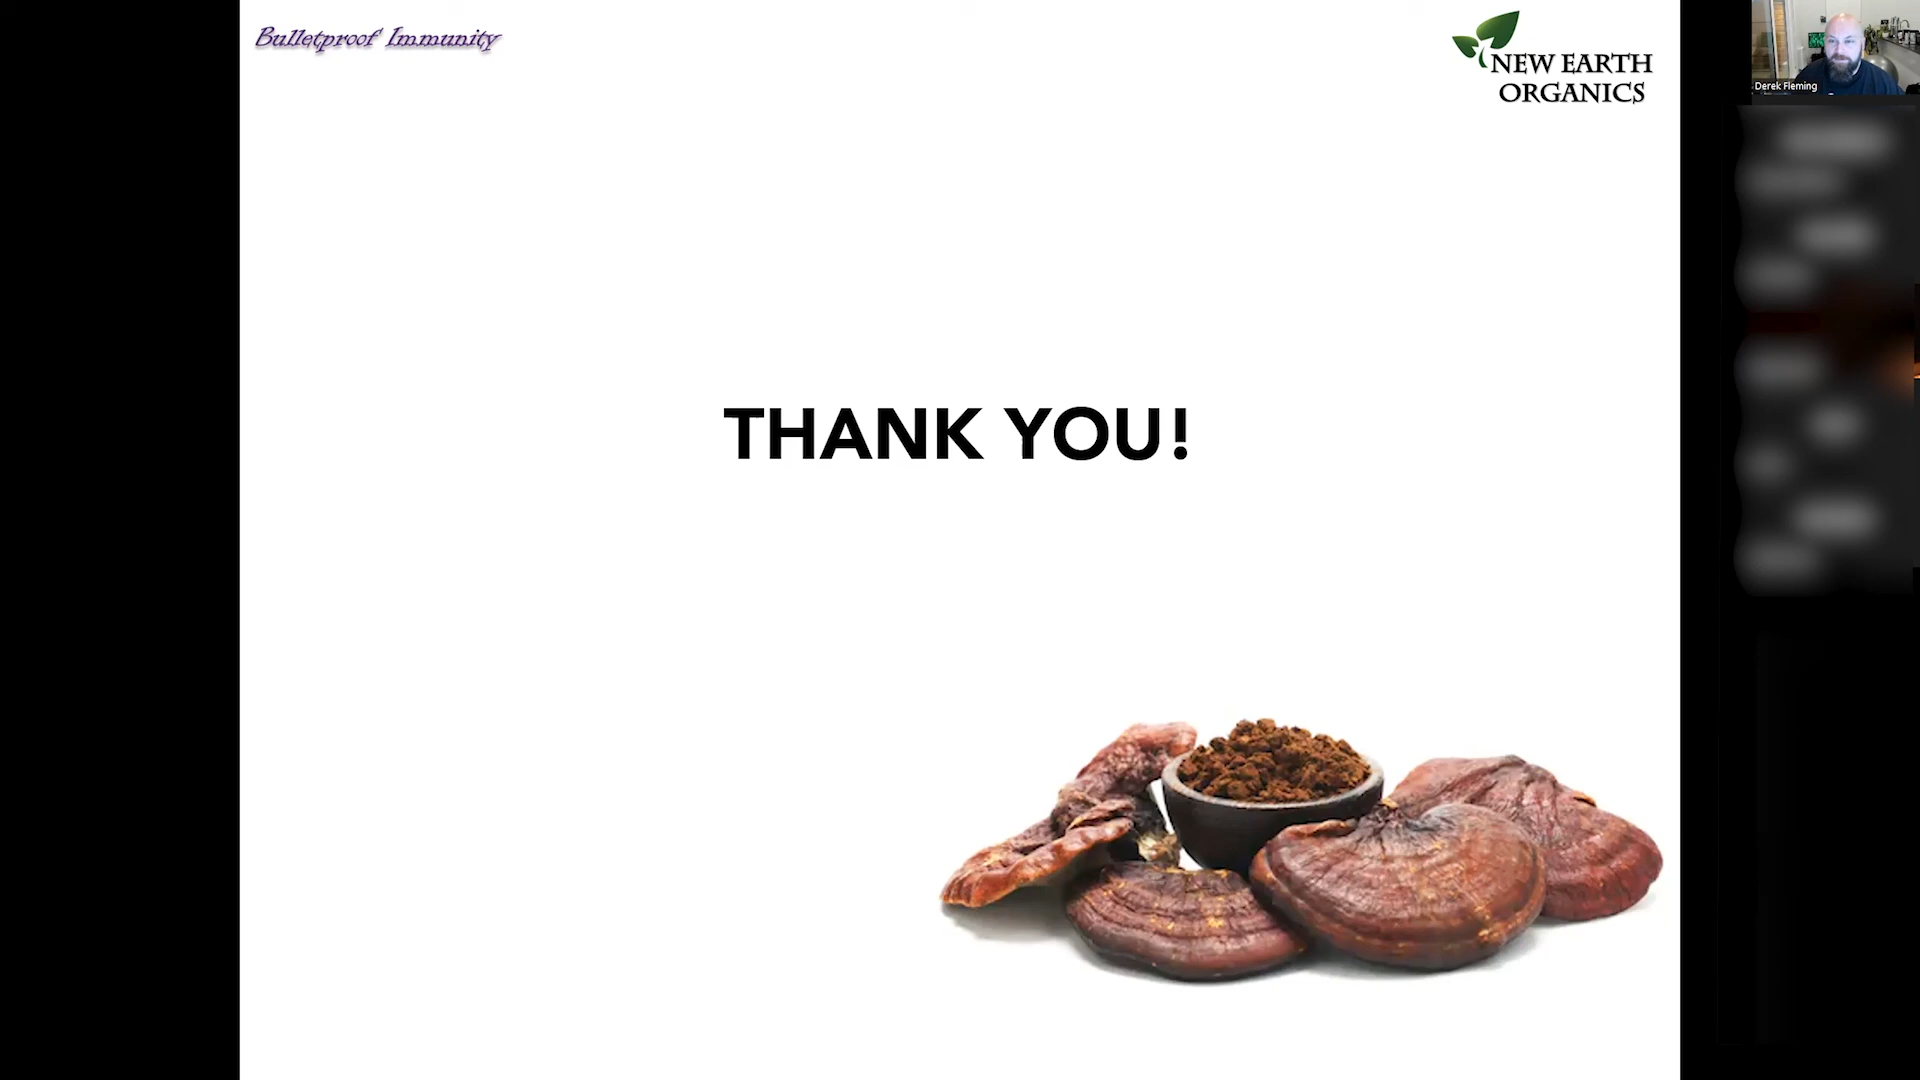 Bulletproof Immunity
NEW EARTH
ORGANICS
Derek Fleming
THANK YOU!